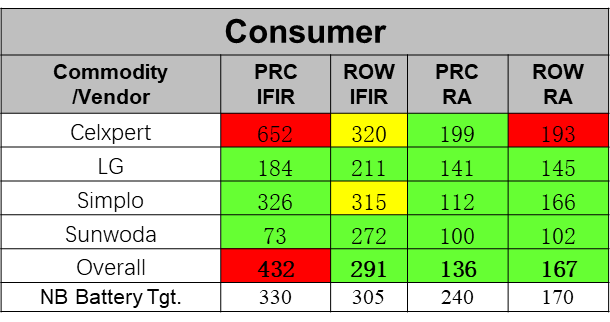 Consumer
Commodity /Vendor PRC IFIR ROW IFIR PRC RA ROW RA
Celxpert 652 320 199 193
LG 184 211 141 145
Simplo 326 315 112 166
Sunwoda 73 272 100 102
Overall 432 291 136 167
NB Battery Tgt. 330 305 240 170